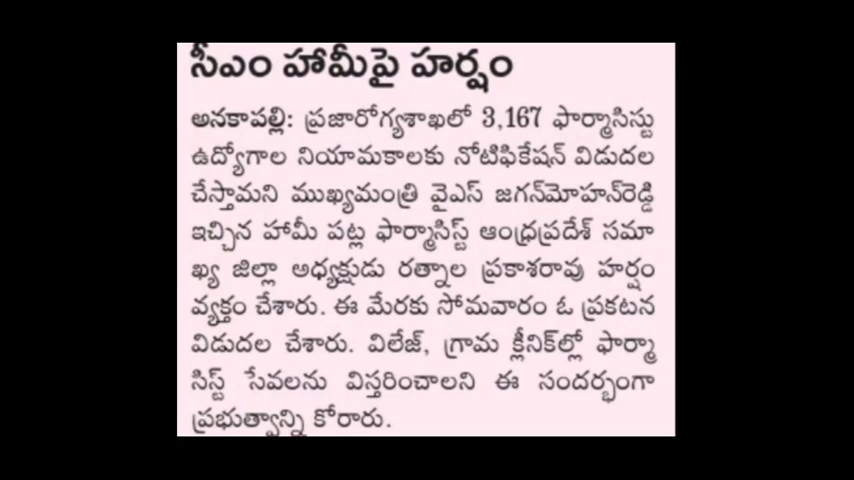 సీఎం హామీపై హర్షం
అనకాపల్లి: ప్రజారోగ్యశాఖలో 3,167 ఫార్మాసిస్టు
ఉద్యోగాల నియామకాలకు నోటిఫికేషన్ విడుదల
చేస్తామని ముఖ్యమంత్రి వైఎస్ జగన్‌మోహన్‌రెడ్డి
ఇచ్చిన హామీ పట్ల ఫార్మాసిస్ట్ ఆంధ్రప్రదేశ్ సమా
ఖ్య జిల్లా అధ్యక్షుడు రత్నాల ప్రకాశరావు హర్షం
వ్యక్తం చేశారు. ఈ మేరకు సోమవారం ఓ ప్రకటన
విడుదల చేశారు. విలేజ్, గ్రామ క్లీనిక్‌ల్లో ఫార్మా
సిస్ట్ సేవలను విస్తరించాలని ఈ సందర్భంగా
ప్రభుత్వాన్ని కోరారు.